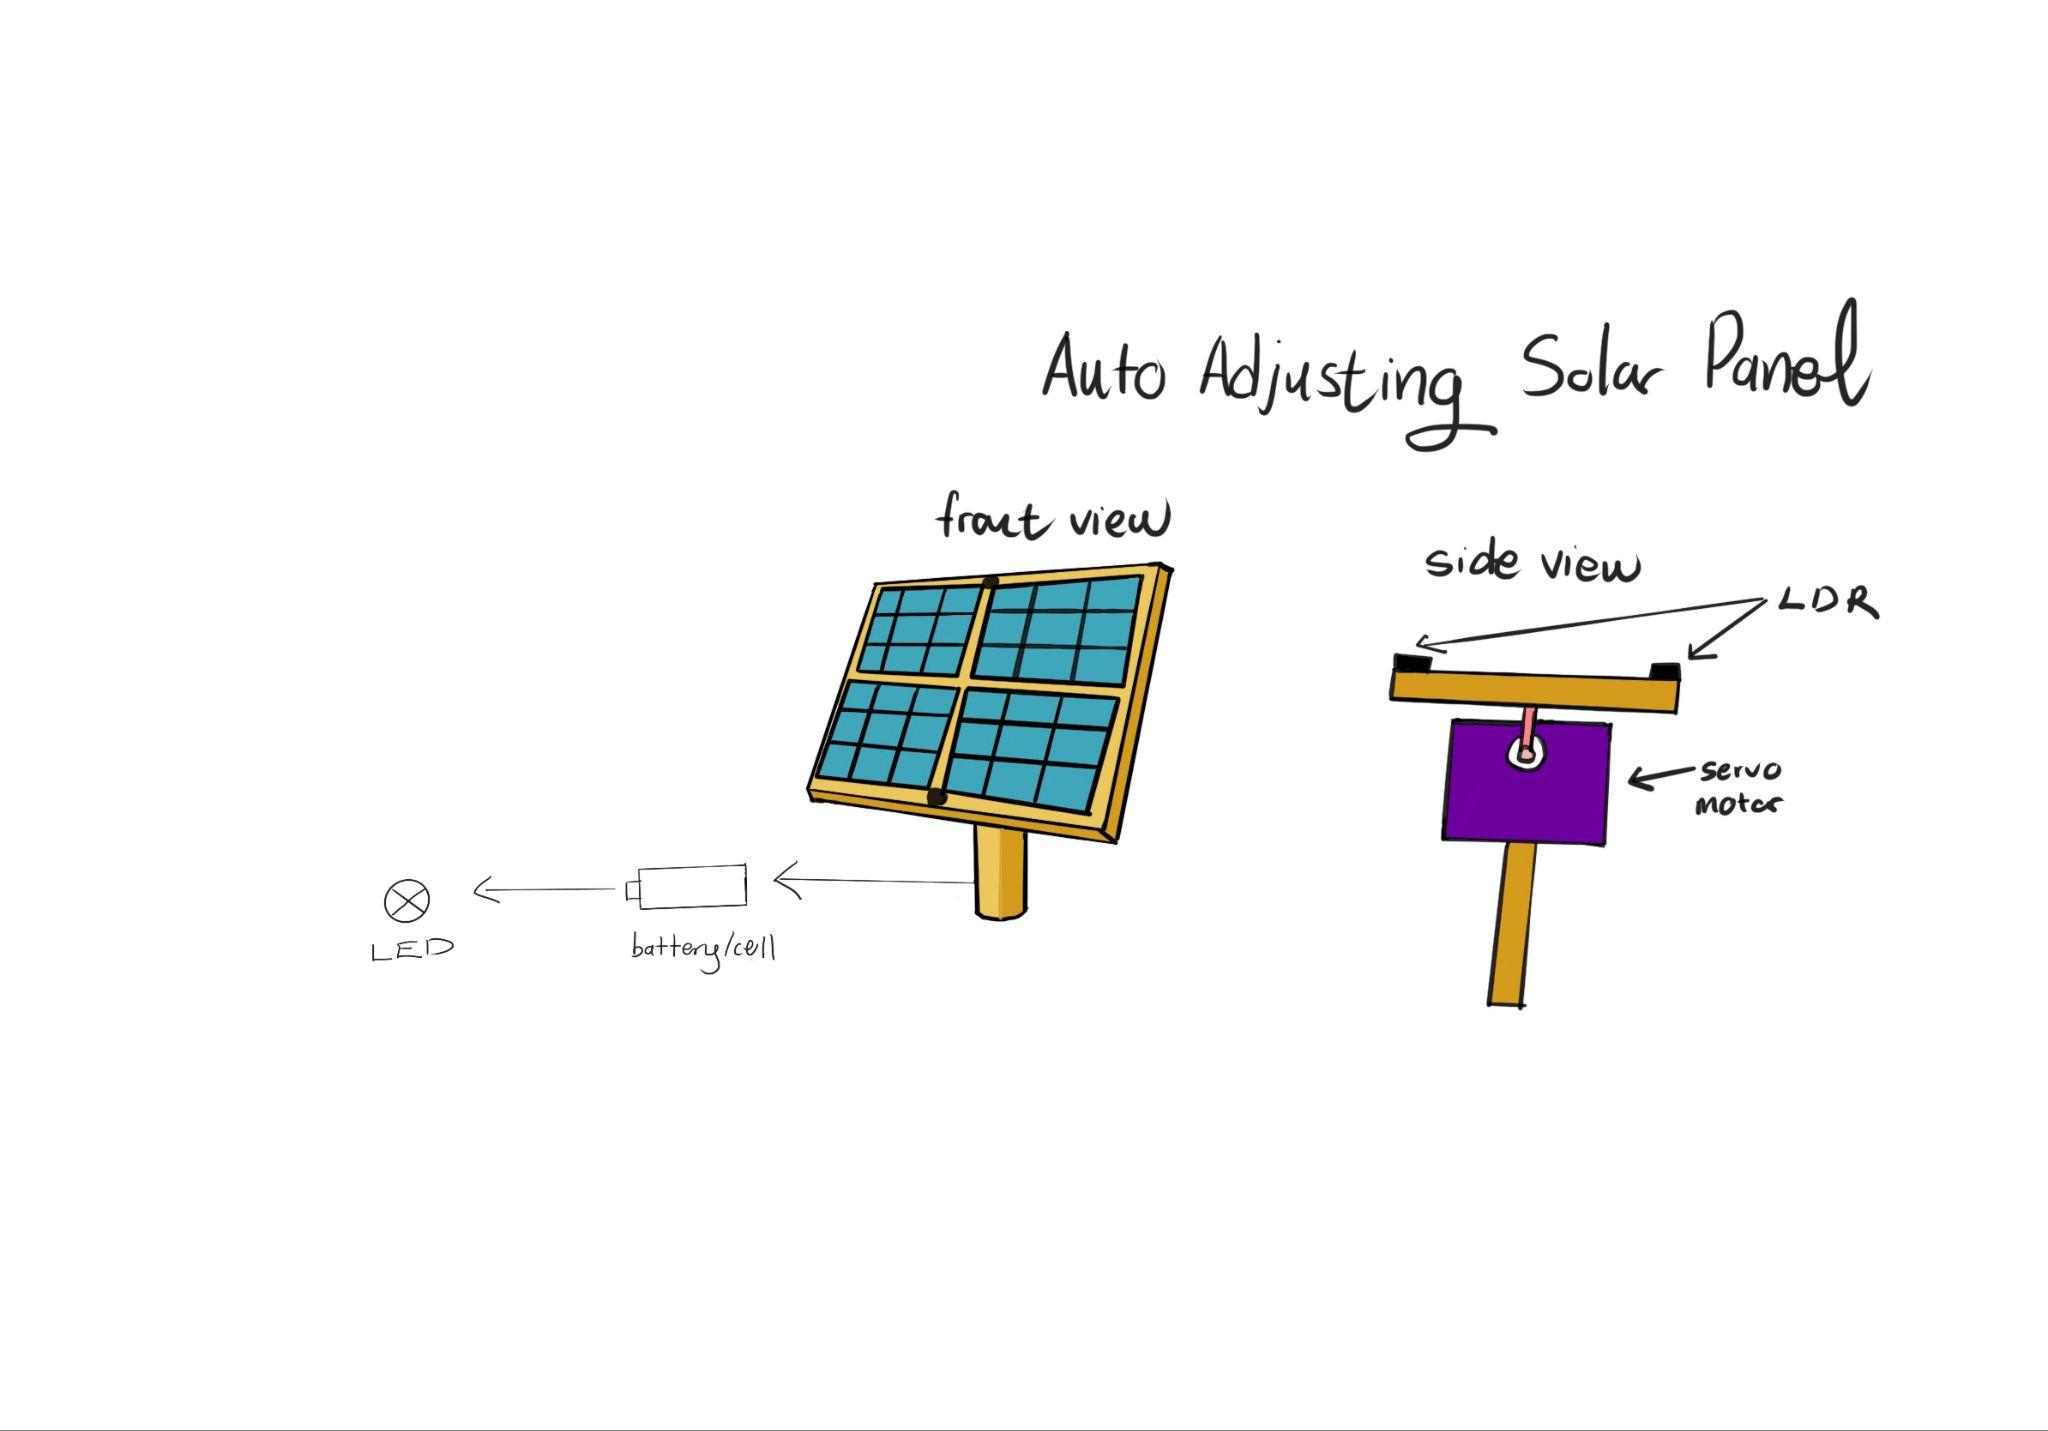 Auto Adjusting Solar Panel
front view
side view
LDR
servo
motor
LED
battery/cell